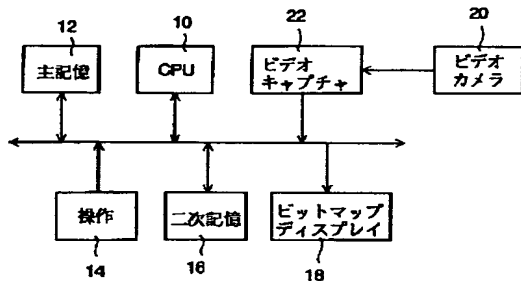 12
10
22
20
主記憶
CPU
ビデオ
キャプチャ
ビデオ
カメラ
操作
二次記憶
ビットマップ
ディスプレイ
14
16
18